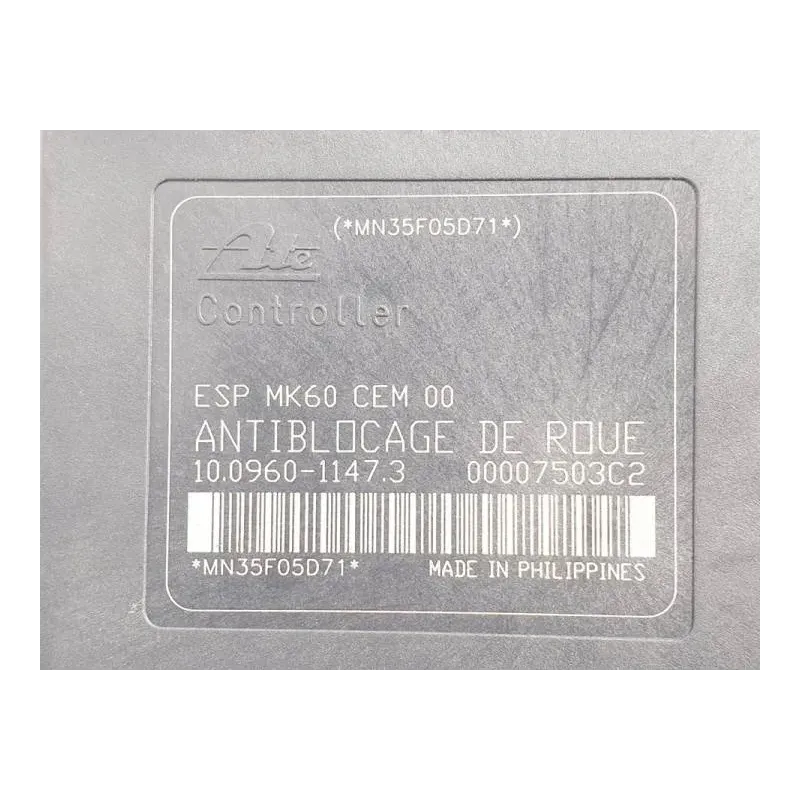 (*MN35F05D71*)
Ate
Controller
ESP MK60 CEM 00
ANTIBLOCAGE DE ROUE
10.0960-1147.3 00007503C2
*MN35F05D71* MADE IN PHILIPPINES